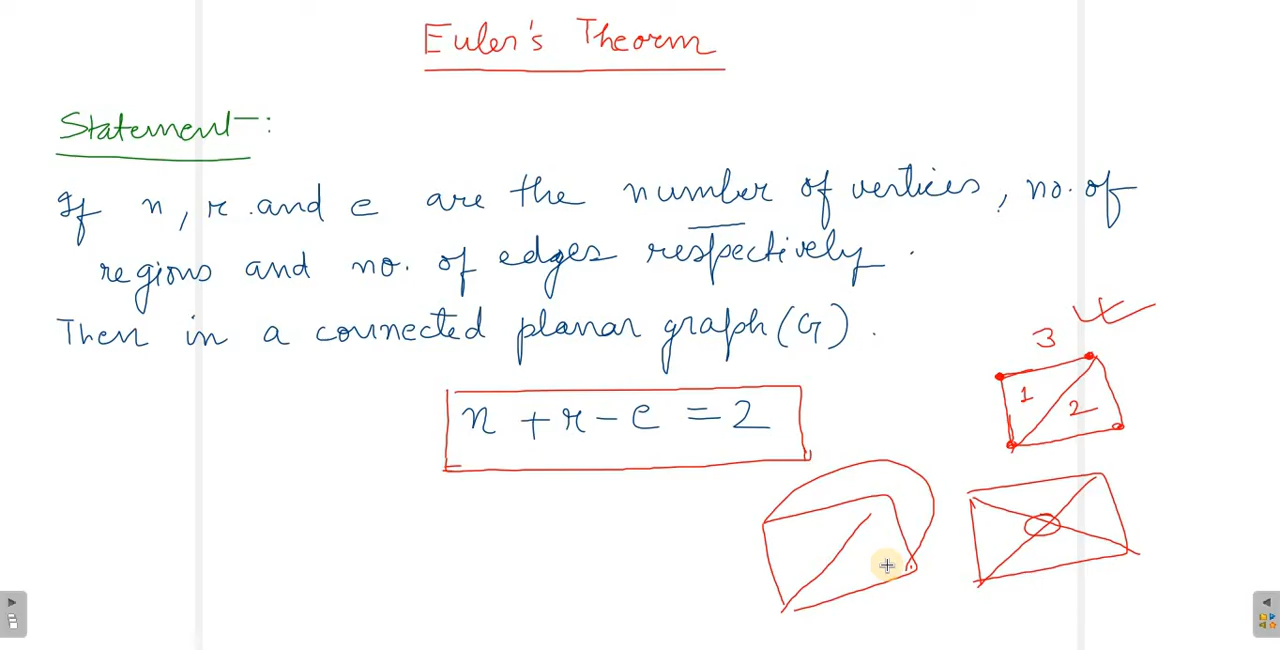 Euler's Theorm
Statement-:
If n, r and e are the number of vertices, no. of
regions and no. of edges respectively.
Then in a connected planar graph (G).
n + r - e = 2
3
1
2